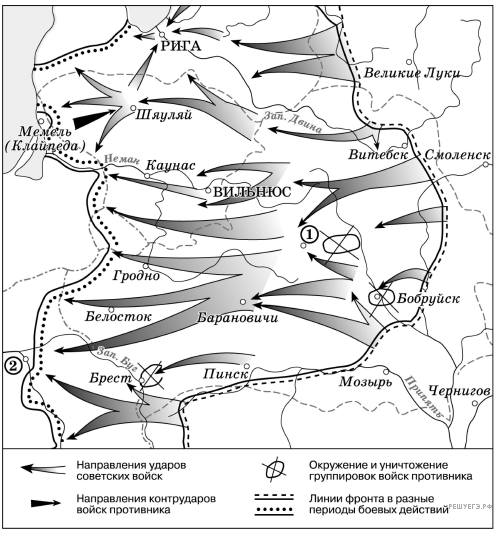 РИГА
Великие Луки
Шяуляй
Мемель
(Клайпеда)
Зап. Двина
Витебск
Смоленск
Неман
Каунас
ВИЛЬНЮС
1
Гродно
Бобруйск
Белосток
Барановичи
2
Зап. Буг
Брест
Пинск
Мозырь
Припять
Чернигов
Направления ударов
советских войск
Окружение и уничтожение
группировок войск противника
Направления контрударов
войск противника
Линии фронта в разные
периоды боевых действий
РЕШУЕГЭ.РФ